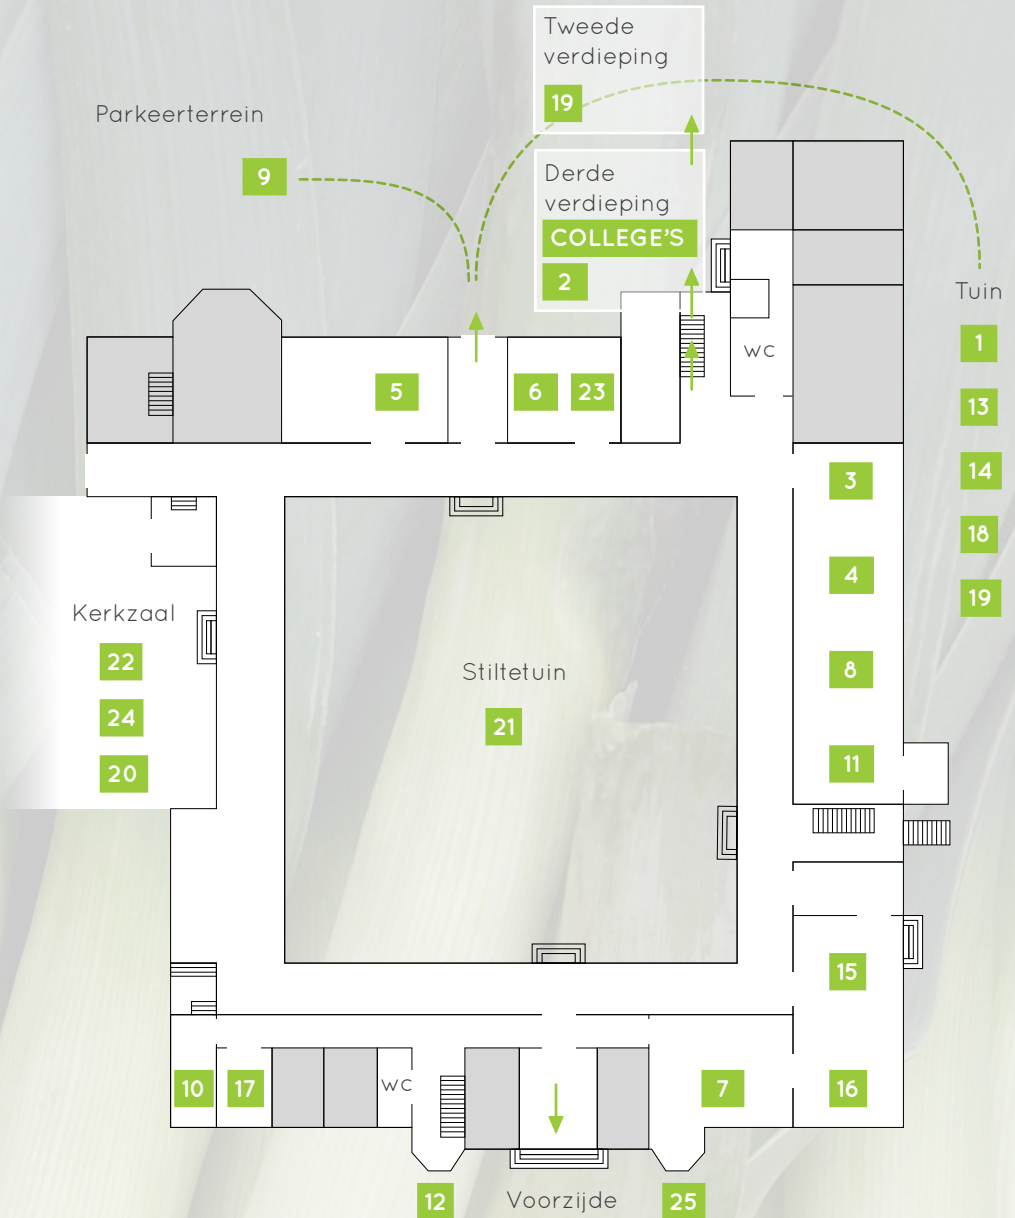 Tweede
verdieping
19
Parkeerterrein
9
Derde
verdieping
COLLEGE'S
2
Tuin
1
13
14
18
19
WC
5
6
23
3
4
8
11
Kerkzaal
22
24
20
Stiltetuin
21
15
10
17
WC
7
16
12
Voorzijde
25